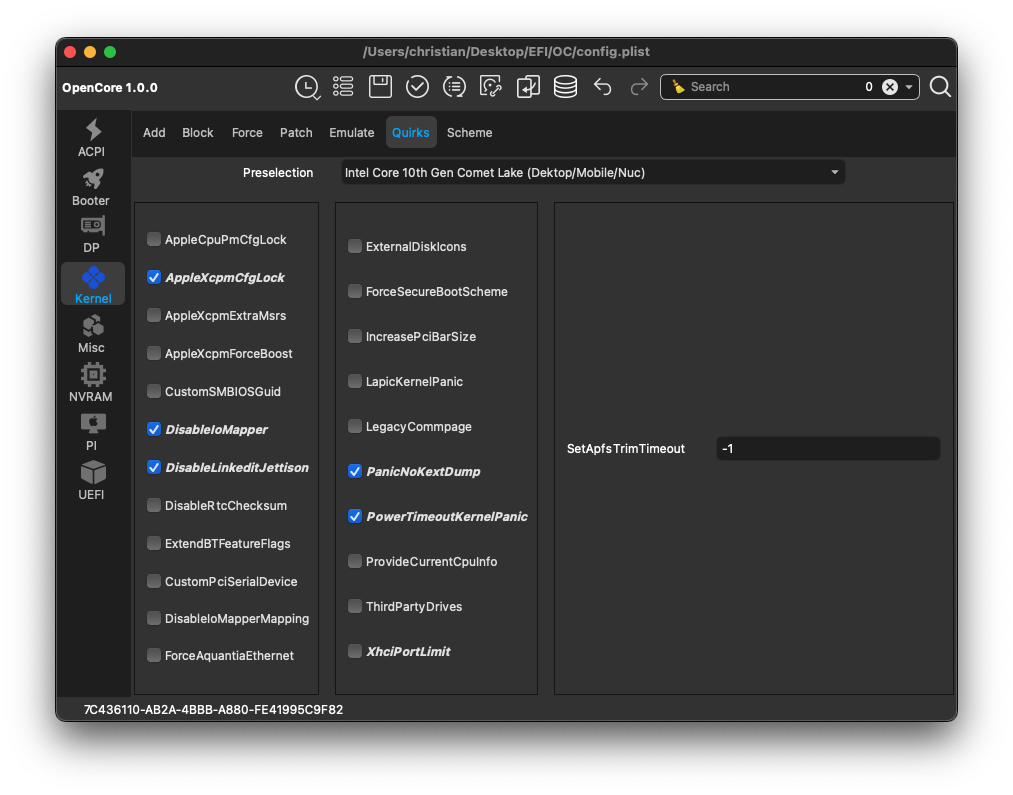 /Users/christian/Desktop/EFI/OC/config.plist
OpenCore 1.0.0
Search
0
ACPI
Booter
DP
Kernel
Misc
NVRAM
PI
UEFI
Add Block Force Patch Emulate Quirks Scheme
Preselection Intel Core 10th Gen Comet Lake (Dektop/Mobile/Nuc)
AppleCpuPmCfgLock
AppleXcpmCfgLock
AppleXcpmExtraMsrs
AppleXcpmForceBoost
CustomSMBIOSGuid
DisableIoMapper
DisableLinkeditJettison
DisableRtcChecksum
ExtendBTFeatureFlags
CustomPciSerialDevice
DisableIoMapperMapping
ForceAquantiaEthernet
ExternalDiskIcons
ForceSecureBootScheme
IncreasePciBarSize
LapicKernelPanic
LegacyCommpage
PanicNoKextDump
PowerTimeoutKernelPanic
ProvideCurrentCpuInfo
ThirdPartyDrives
XhciPortLimit
SetApfsTrimTimeout -1
7C436110-AB2A-4BBB-A880-FE41995C9F82